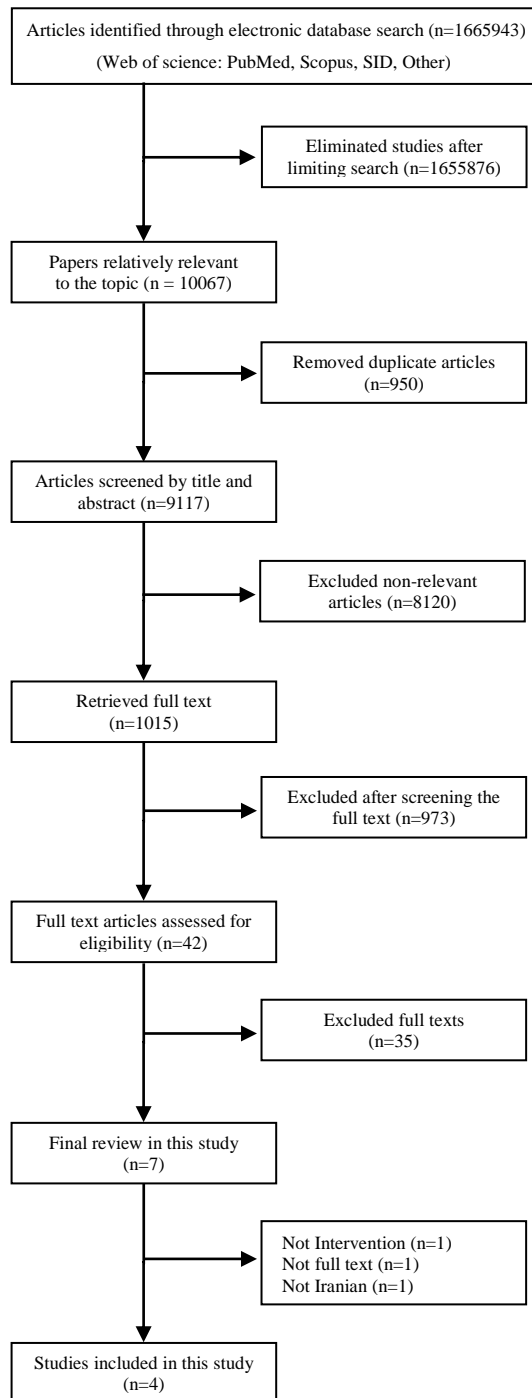 Articles identified through electronic database search (n=1665943)
(Web of science: PubMed, Scopus, SID, Other)
Eliminated studies after
limiting search (n=1655876)
Papers relatively relevant
to the topic (n = 10067)
Removed duplicate articles
(n=950)
Articles screened by title and
abstract (n=9117)
Excluded non-relevant
articles (n=8120)
Retrieved full text
(n=1015)
Excluded after screening the
full text (n=973)
Full text articles assessed for
eligibility (n=42)
Excluded full texts
(n=35)
Final review in this study
(n=7)
Not Intervention (n=1)
Not full text (n=1)
Not Iranian (n=1)
Studies included in this study
(n=4)